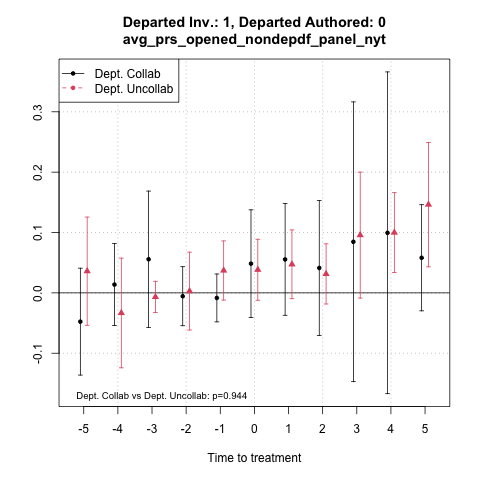 Departed Inv.: 1, Departed Authored: 0
avg_prs_opened_nondepdf_panel_nyt
Dept. Collab
Dept. Uncollab
0.3
0.2
0.1
0.0
-0.1
Dept. Collab vs Dept. Uncollab: p=0.944
-5 -4 -3 -2 -1 0 1 2 3 4 5
Time to treatment